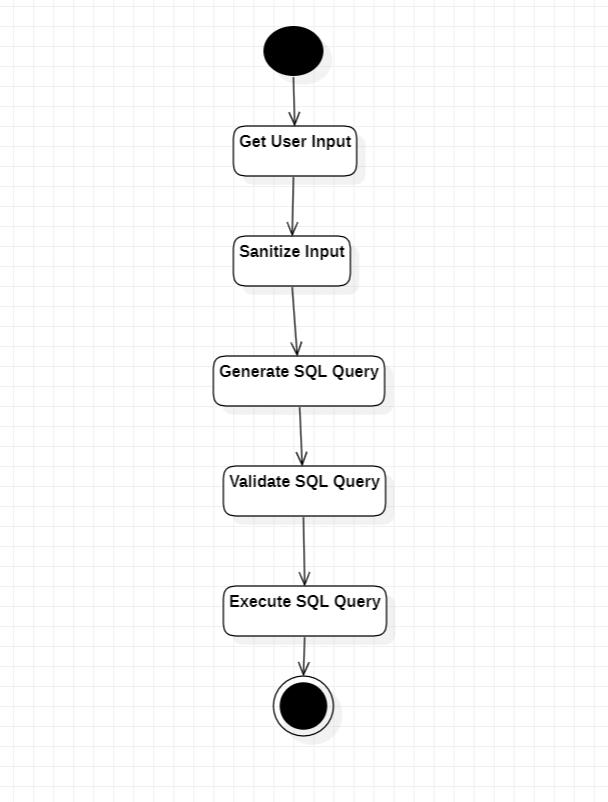 Get User Input
Sanitize Input
Generate SQL Query
Validate SQL Query
Execute SQL Query